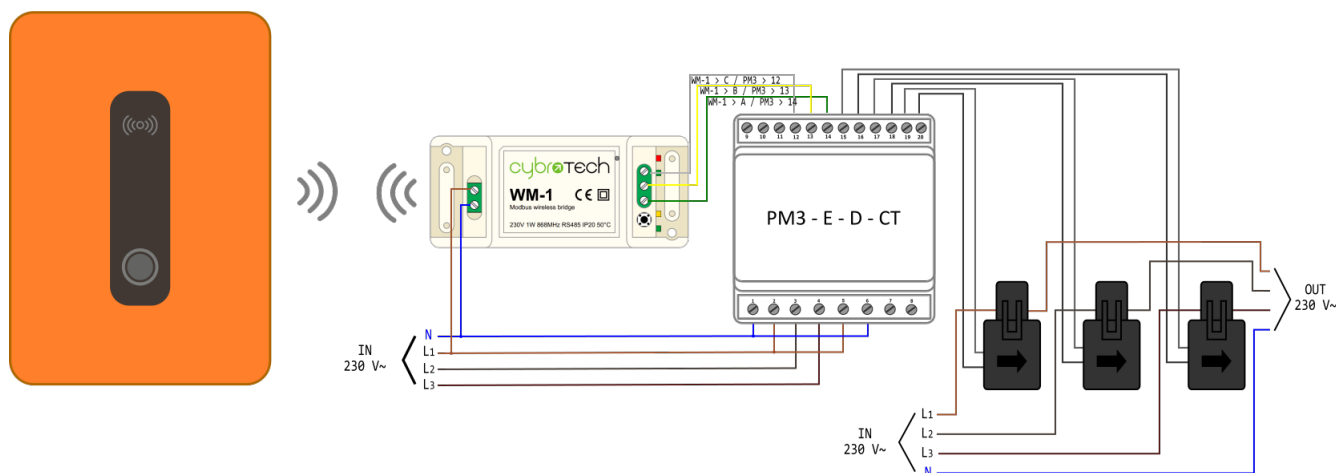 WM-1 > C / PM3 > 12
WM-1 > B / PM3 > 13
WM-1 > A / PM3 > 14
9 10 11 12 13 14 15 16 17 18 19 20
cybroTECH
WM-1 CE
Modbus wireless bridge
230V 1W 868MHz RS485 IP20 50°C
PM3 - E - D - CT
1 2 3 4 5 6 7 8
IN
230 V~
N
L1
L2
L3
OUT
230 V~
IN
230 V~
L1
L2
L3
N